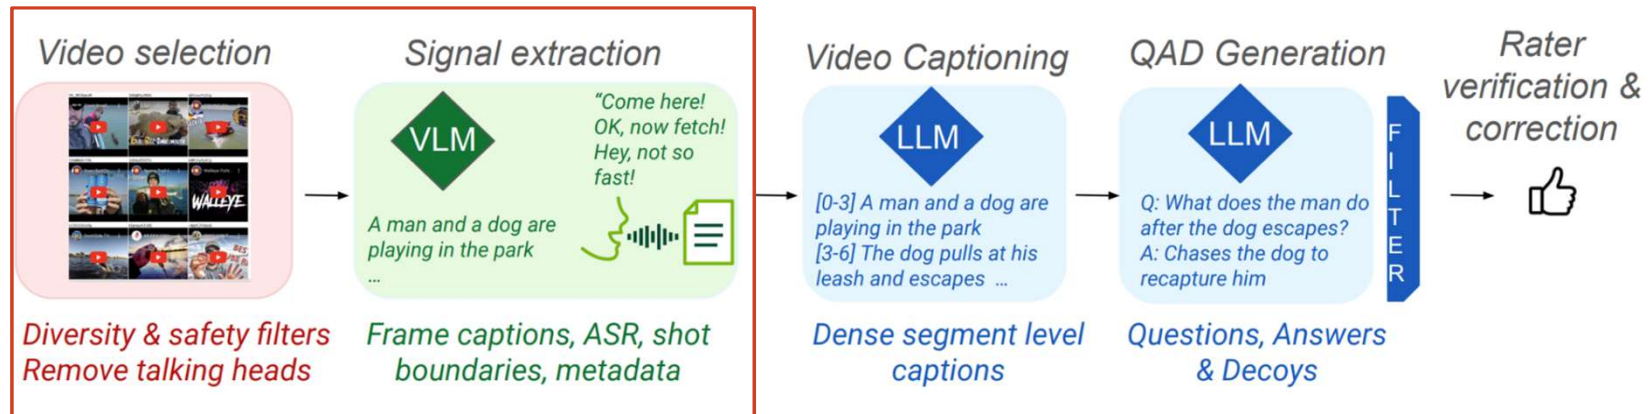 Video selection
Diversity & safety filters
Remove talking heads
Signal extraction
VLM
"Come here!
OK, now fetch!
Hey, not so
fast!
A man and a dog are
playing in the park
...
Frame captions, ASR, shot
boundaries, metadata
Video Captioning
LLM
[0-3] A man and a dog are
playing in the park
[3-6] The dog pulls at his
leash and escapes ...
Dense segment level
captions
QAD Generation
LLM
Q: What does the man do
after the dog escapes?
A: Chases the dog to
recapture him
FILTER
Questions, Answers
& Decoys
Rater
verification &
correction
WALLEYE